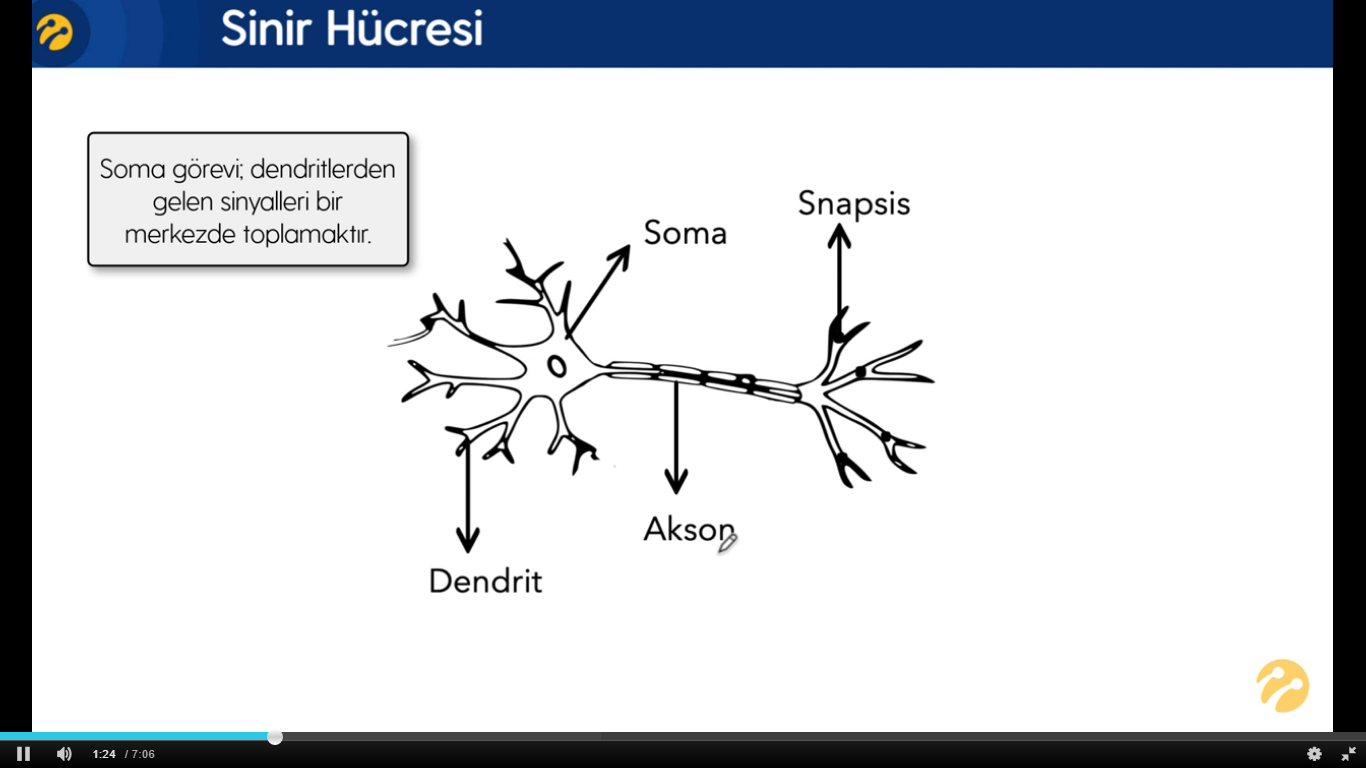 Sinir Hücresi
Soma görevi; dendritlerden
gelen sinyalleri bir
merkezde toplamaktır.
Snapsis
Soma
Akson
Dendrit
1:24 / 7:06